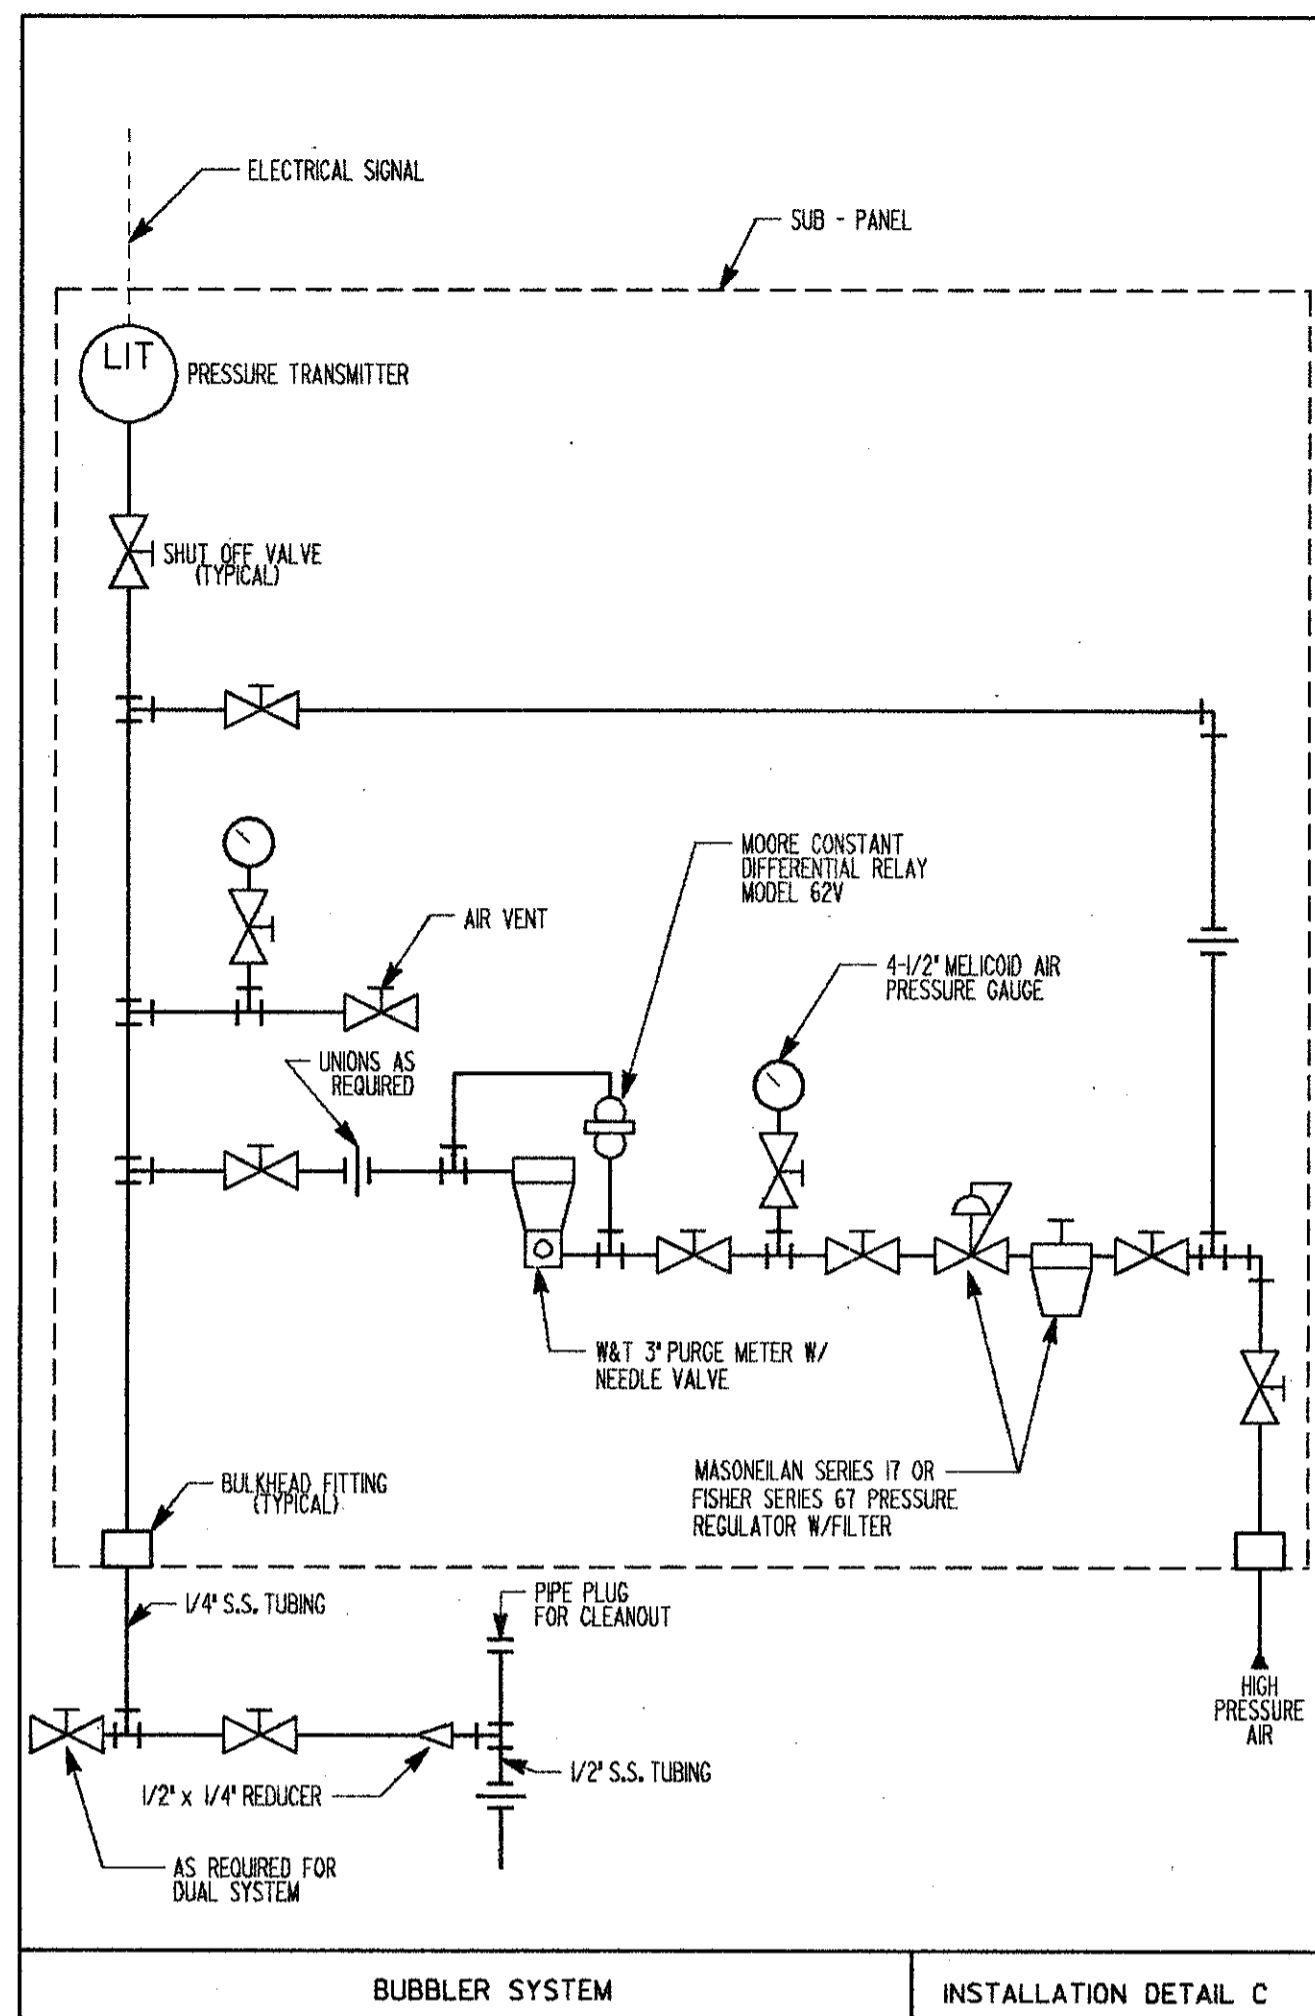 ELECTRICAL SIGNAL
SUB - PANEL
LIT
PRESSURE TRANSMITTER
SHUT OFF VALVE
(TYPICAL)
MOORE CONSTANT
DIFFERENTIAL RELAY
MODEL 62V
AIR VENT
4-1/2" MELICOID AIR
PRESSURE GAUGE
UNIONS AS
REQUIRED
W&T 3" PURGE METER W/
NEEDLE VALVE
MASONEILAN SERIES 17 OR
FISHER SERIES 67 PRESSURE
REGULATOR W/FILTER
BULKHEAD FITTING
(TYPICAL)
1/4" S.S. TUBING
PIPE PLUG
FOR CLEANOUT
HIGH
PRESSURE
AIR
1/2" S.S. TUBING
1/2" x 1/4" REDUCER
AS REQUIRED FOR
DUAL SYSTEM
BUBBLER SYSTEM
INSTALLATION DETAIL C